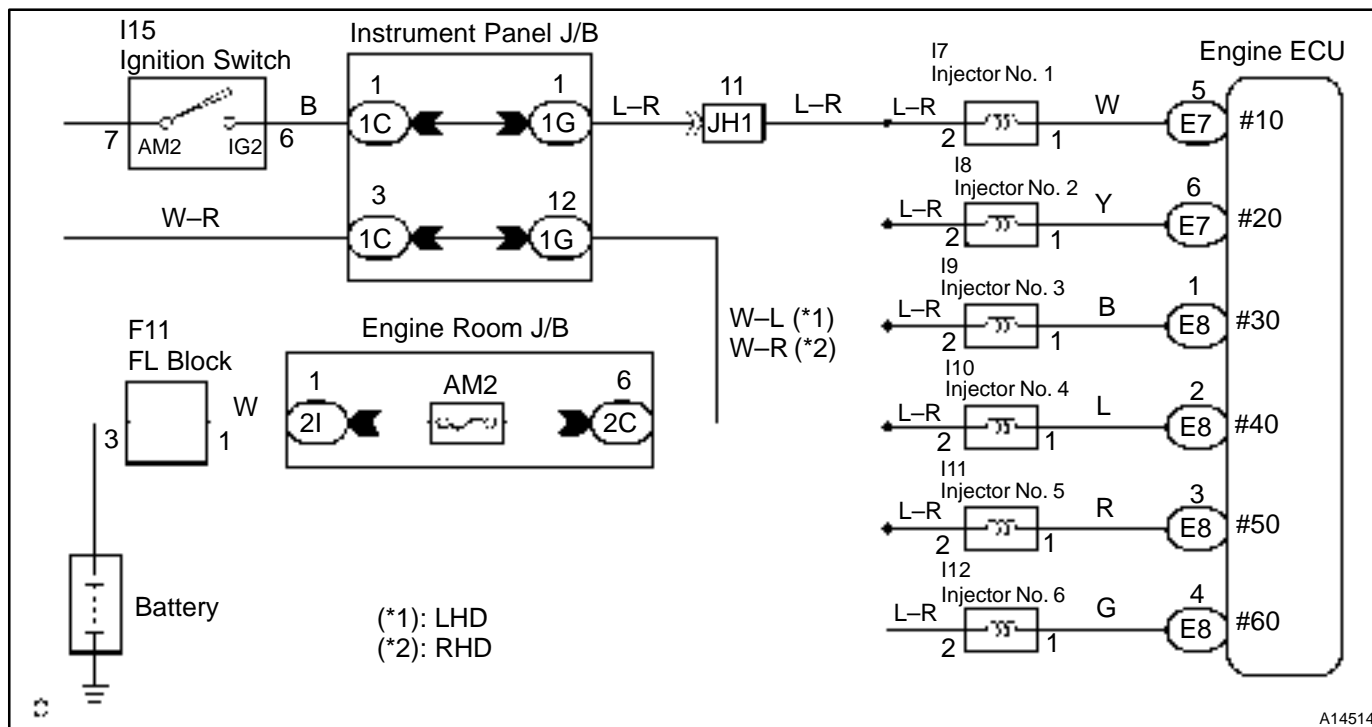 I15
Ignition Switch
7
AM2
IG2
6
B
Instrument Panel J/B
1
1C
1
1G
L–R
11
JH1
L–R
W–R
3
1C
12
1G
W–L (*1)
W–R (*2)
F11
FL Block
3
1
W
Engine Room J/B
1
2I
AM2
6
2C
Battery
(*1): LHD
(*2): RHD
Engine ECU
I7
Injector No. 1
L–R
2
1
W
5
E7
#10
I8
Injector No. 2
L–R
2
1
Y
6
E7
#20
I9
Injector No. 3
L–R
2
1
B
1
E8
#30
I10
Injector No. 4
L–R
2
1
L
2
E8
#40
I11
Injector No. 5
L–R
2
1
R
3
E8
#50
I12
Injector No. 6
L–R
2
1
G
4
E8
#60
A14514